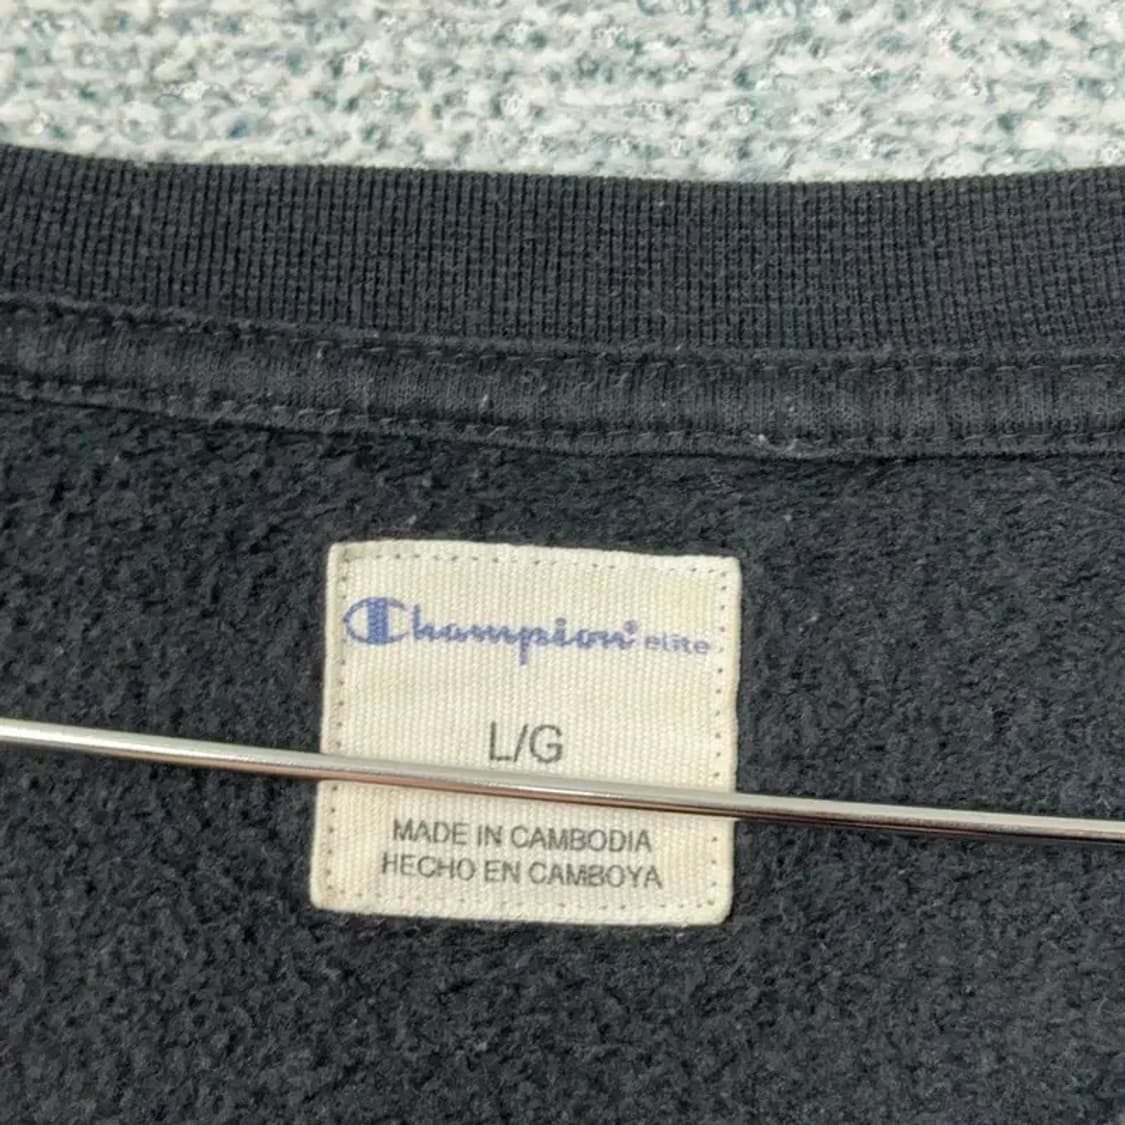 Champion® elite
L/G
MADE IN CAMBODIA
HECHO EN CAMBOYA